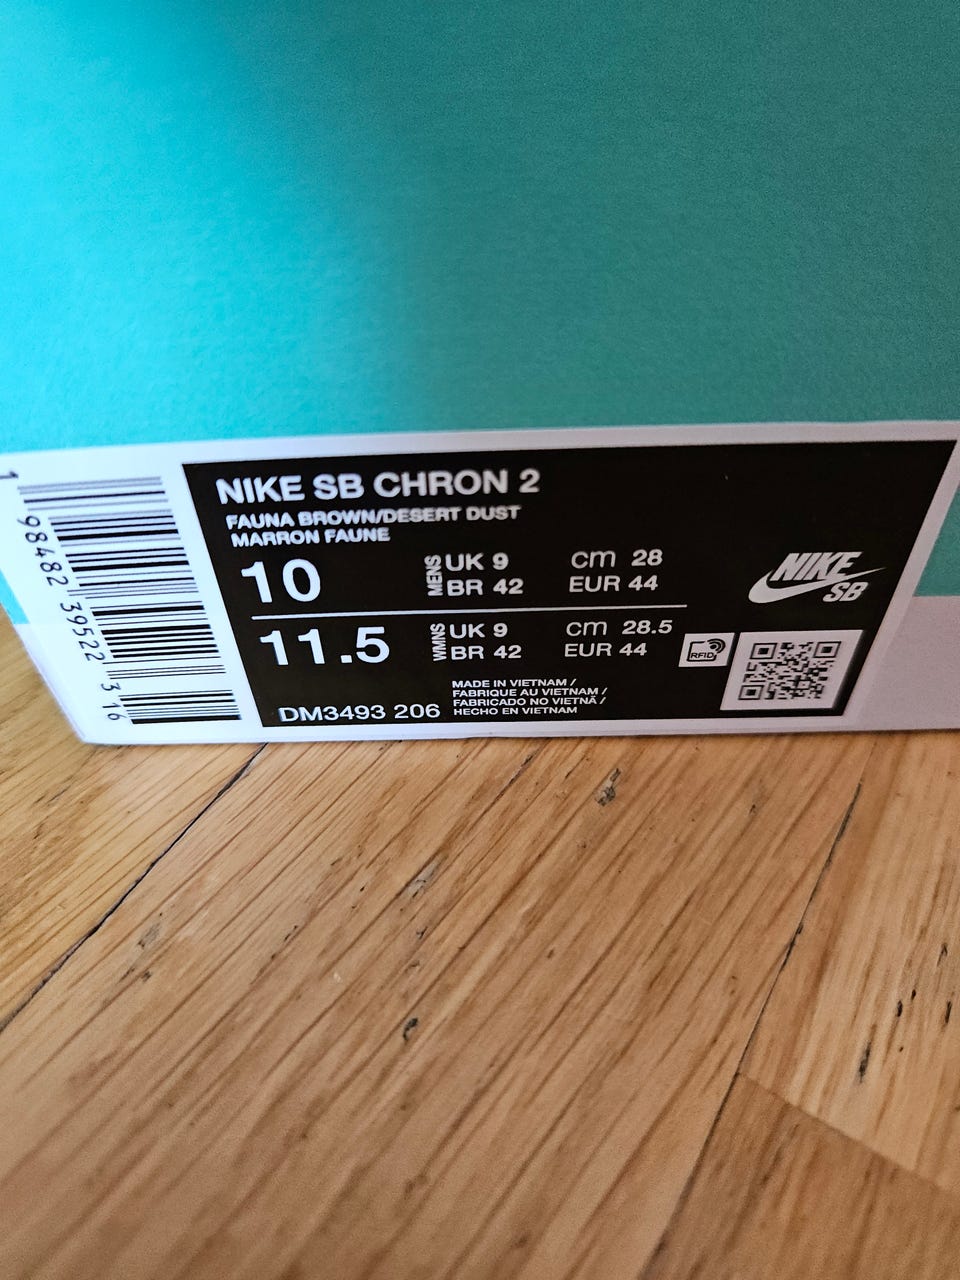 NIKE SB CHRON 2
FAUNA BROWN/DESERT DUST
MARRON FAUNE
10 MENS UK 9 cm 28
BR 42 EUR 44
11.5 WMNS UK 9 cm 28.5
BR 42 EUR 44
MADE IN VIETNAM /
FABRIQUE AU VIETNAM /
FABRICADO NO VIETNÃ /
HECHO EN VIETNAM
DM3493 206
NIKE
SB
RFID
1 98482 39522 3 16